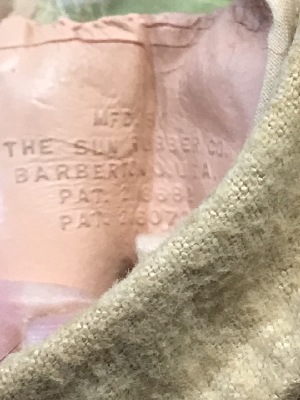 MFD. B
THE SUN RUBBER CO.
BARBERTON, O. U.S.A.
PAT.
PAT.